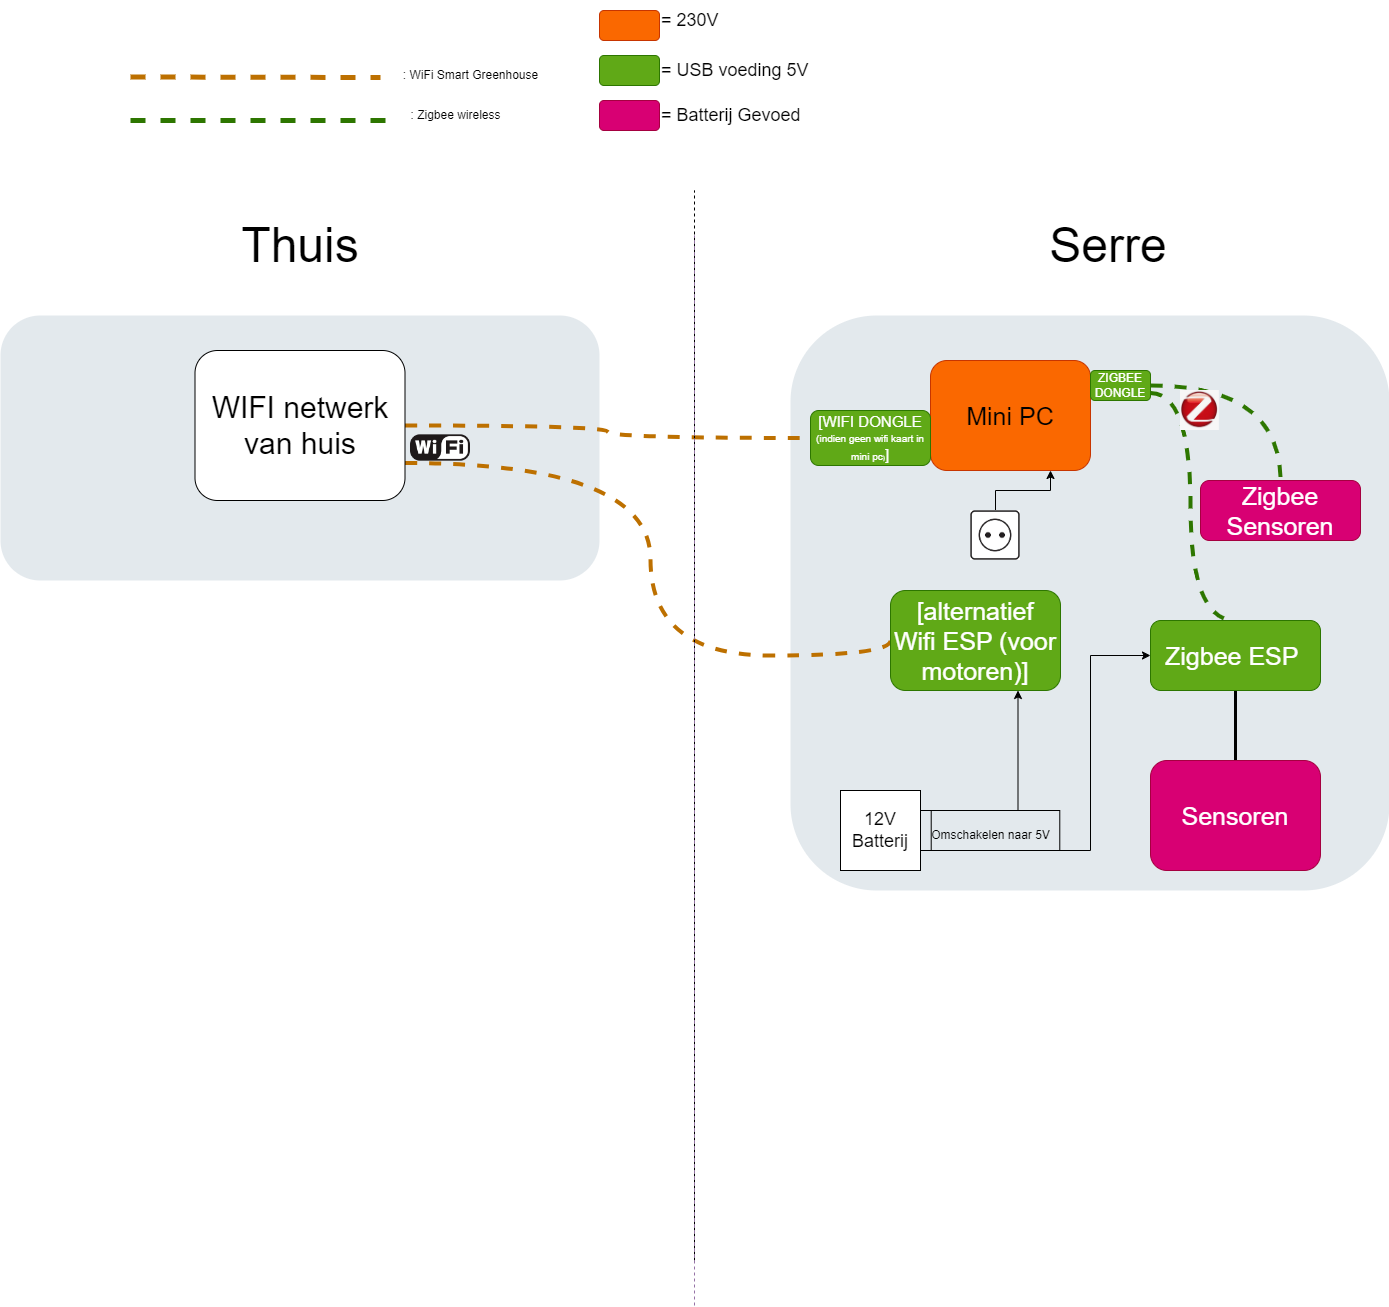 = 230V
: WiFi Smart Greenhouse
= USB voeding 5V
: Zigbee wireless
= Batterij Gevoed
Thuis
Serre
WIFI netwerk
van huis
WiFi
[WIFI DONGLE
(indien geen wifi kaart in
mini pc)]
Mini PC
ZIGBEE
DONGLE
Z
Zigbee
Sensoren
[alternatief
Wifi ESP (voor
motoren)]
Zigbee ESP
12V
Batterij
Omschakelen naar 5V
Sensoren